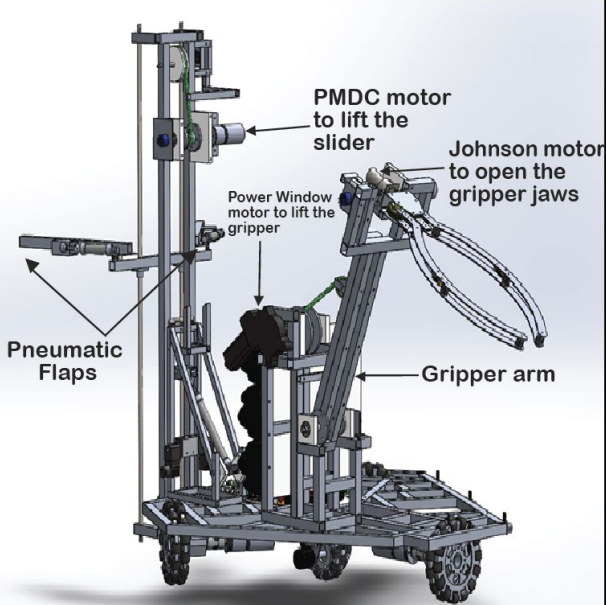 PMDC motor
to lift the
slider
Johnson motor
to open the
gripper jaws
Power Window
motor to lift the
gripper
Pneumatic
Flaps
Gripper arm